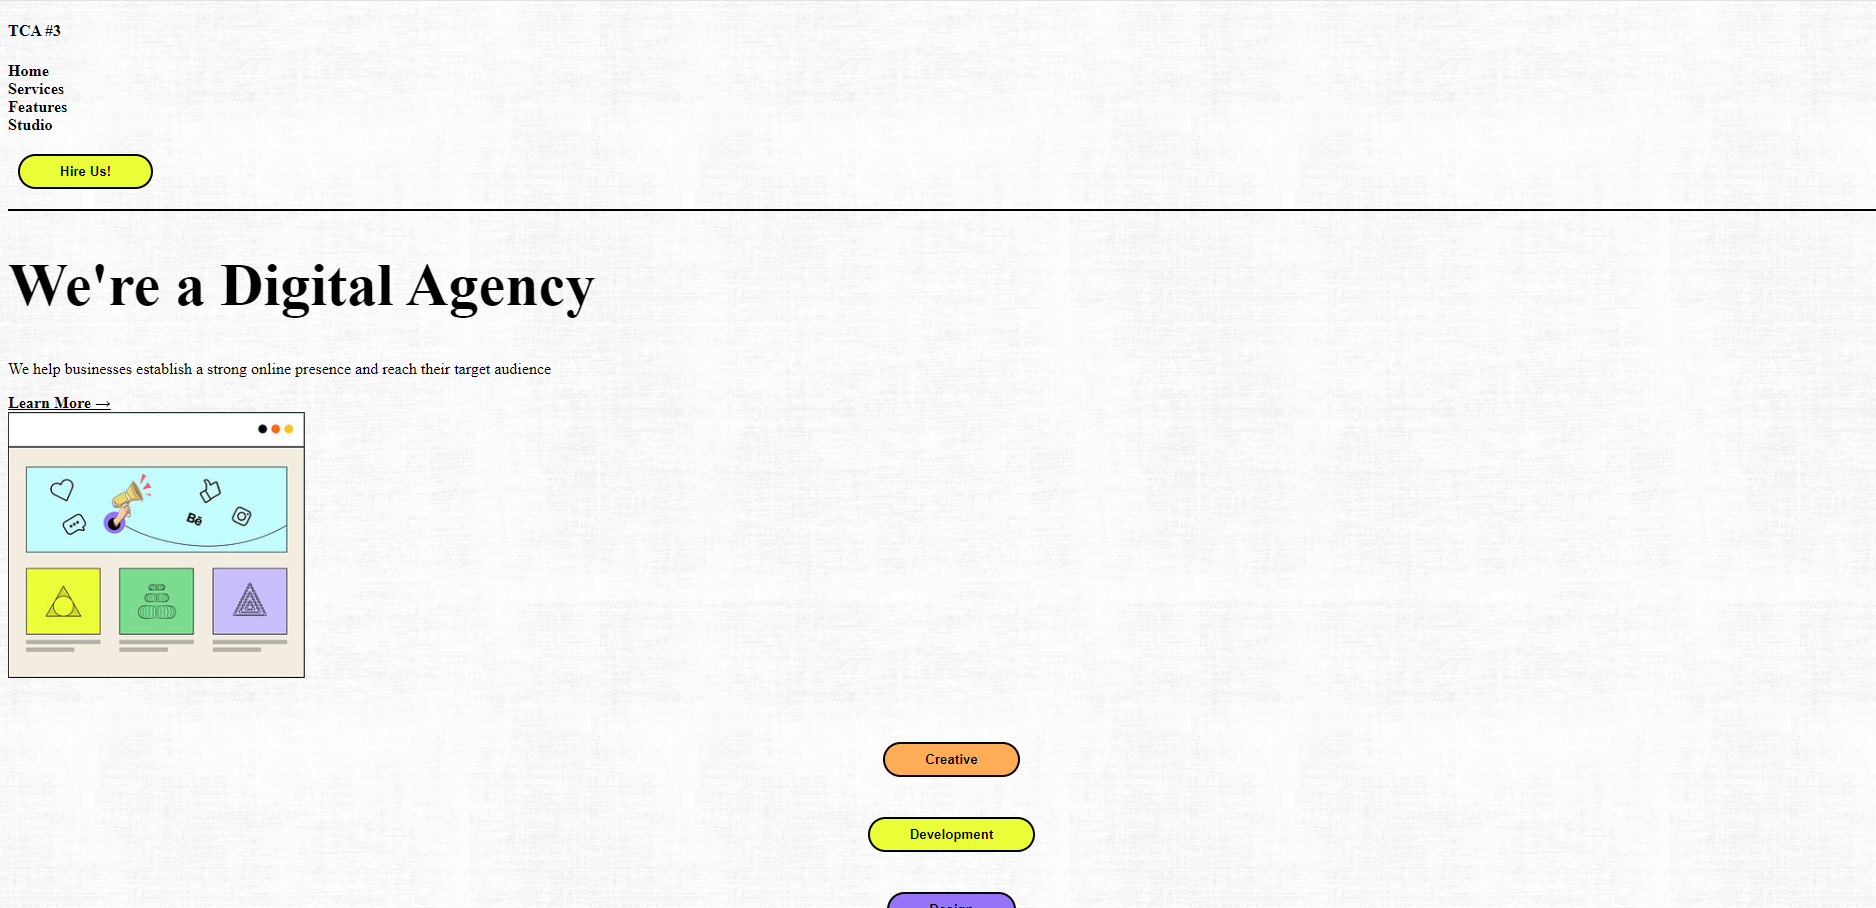 TCA #3
Home
Services
Features
Studio
Hire Us!
We're a Digital Agency
We help businesses establish a strong online presence and reach their target audience
Learn More →
Bē
Creative
Development
Design